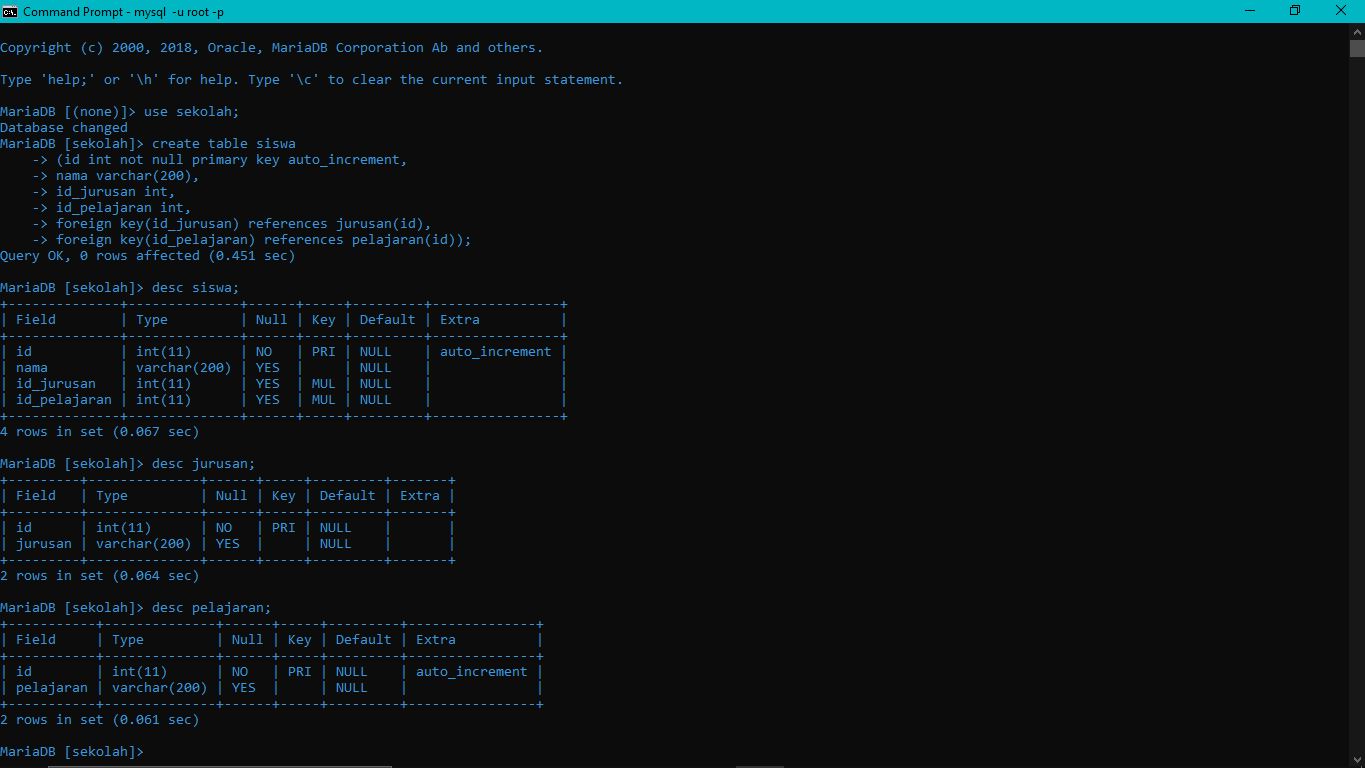 Command Prompt - mysql  -u root -p
Copyright (c) 2000, 2018, Oracle, MariaDB Corporation Ab and others.
Type 'help;' or '\h' for help. Type '\c' to clear the current input statement.
MariaDB [(none)]> use sekolah;
Database changed
MariaDB [sekolah]> create table siswa
    -> (id int not null primary key auto_increment,
    -> nama varchar(200),
    -> id_jurusan int,
    -> id_pelajaran int,
    -> foreign key(id_jurusan) references jurusan(id),
    -> foreign key(id_pelajaran) references pelajaran(id));
Query OK, 0 rows affected (0.451 sec)
MariaDB [sekolah]> desc siswa;
+--------------+--------------+------+-----+---------+----------------+
| Field        | Type         | Null | Key | Default | Extra          |
+--------------+--------------+------+-----+---------+----------------+
| id           | int(11)      | NO   | PRI | NULL    | auto_increment |
| nama         | varchar(200) | YES  |     | NULL    |                |
| id_jurusan   | int(11)      | YES  | MUL | NULL    |                |
| id_pelajaran | int(11)      | YES  | MUL | NULL    |                |
+--------------+--------------+------+-----+---------+----------------+
4 rows in set (0.067 sec)
MariaDB [sekolah]> desc jurusan;
+---------+--------------+------+-----+---------+-------+
| Field   | Type         | Null | Key | Default | Extra |
+---------+--------------+------+-----+---------+-------+
| id      | int(11)      | NO   | PRI | NULL    |       |
| jurusan | varchar(200) | YES  |     | NULL    |       |
+---------+--------------+------+-----+---------+-------+
2 rows in set (0.064 sec)
MariaDB [sekolah]> desc pelajaran;
+-----------+--------------+------+-----+---------+----------------+
| Field     | Type         | Null | Key | Default | Extra          |
+-----------+--------------+------+-----+---------+----------------+
| id        | int(11)      | NO   | PRI | NULL    | auto_increment |
| pelajaran | varchar(200) | YES  |     | NULL    |                |
+-----------+--------------+------+-----+---------+----------------+
2 rows in set (0.061 sec)
MariaDB [sekolah]>